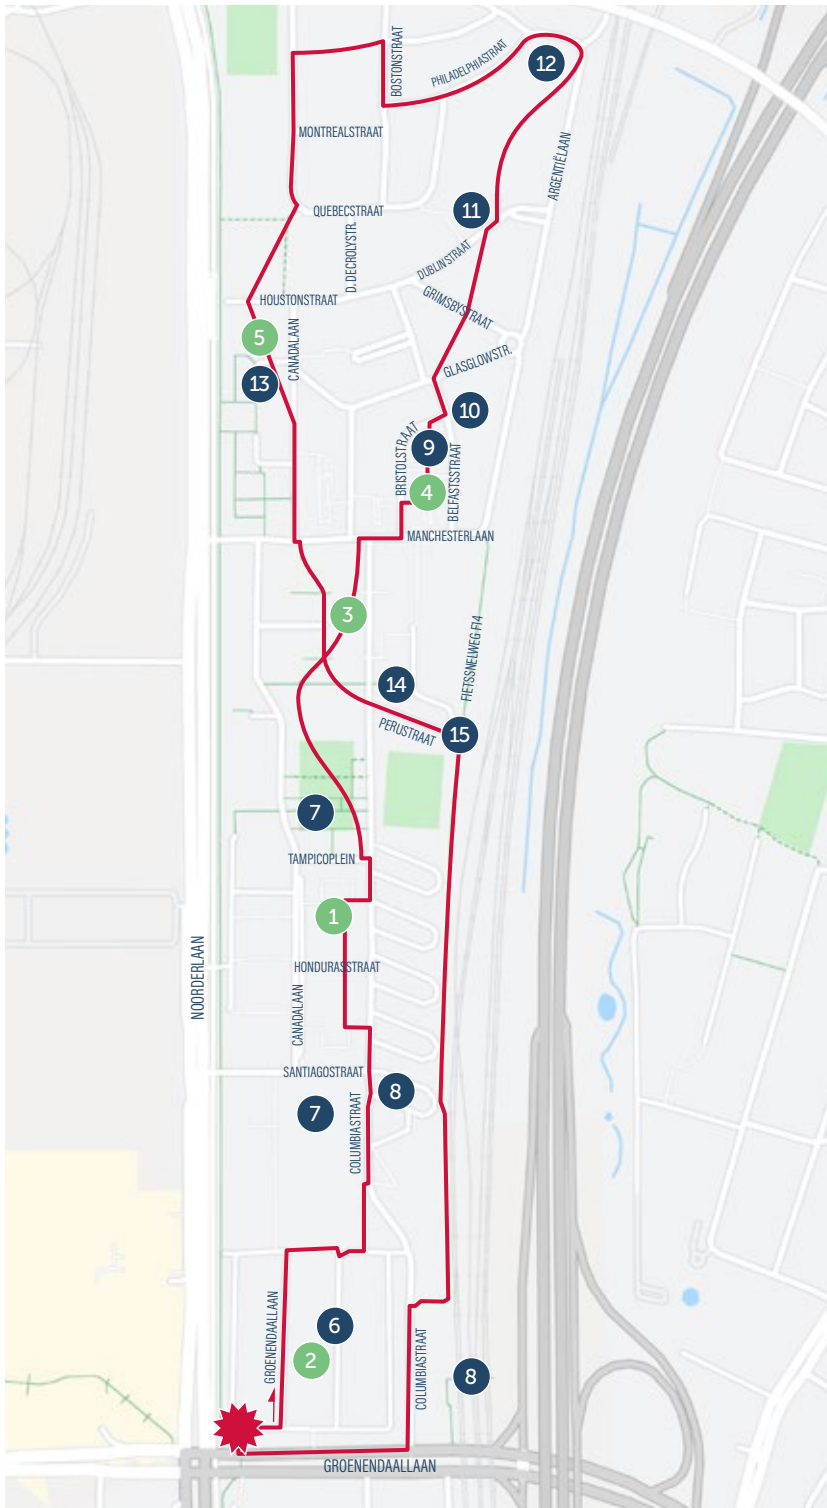 BOSTONSTRAAT
PHILADELPHIASTRAAT
12
MONTREALSTRAAT
ARGENTIËLAAN
QUEBECSTRAAT
11
D. DECROLYSTR.
DUBLINSTRAAT
GRIMSBYSTRAAT
HOUSTONSTRAAT
5
CANADALAAN
GLASGLOWSTR.
13
10
BRISTOLSTRAAT
9
BELFASTSSTRAAT
4
MANCHESTERLAAN
3
FIETSSNELWEG F14
14
PERUSTRAAT
15
7
TAMPICOPLEIN
1
NOORDERLAAN
HONDURASSTRAAT
CANADALAAN
SANTIAGOSTRAAT
8
7
COLUMBIASTRAAT
GROENENDAALLAAN
6
2
COLUMBIASTRAAT
8
GROENENDAALLAAN